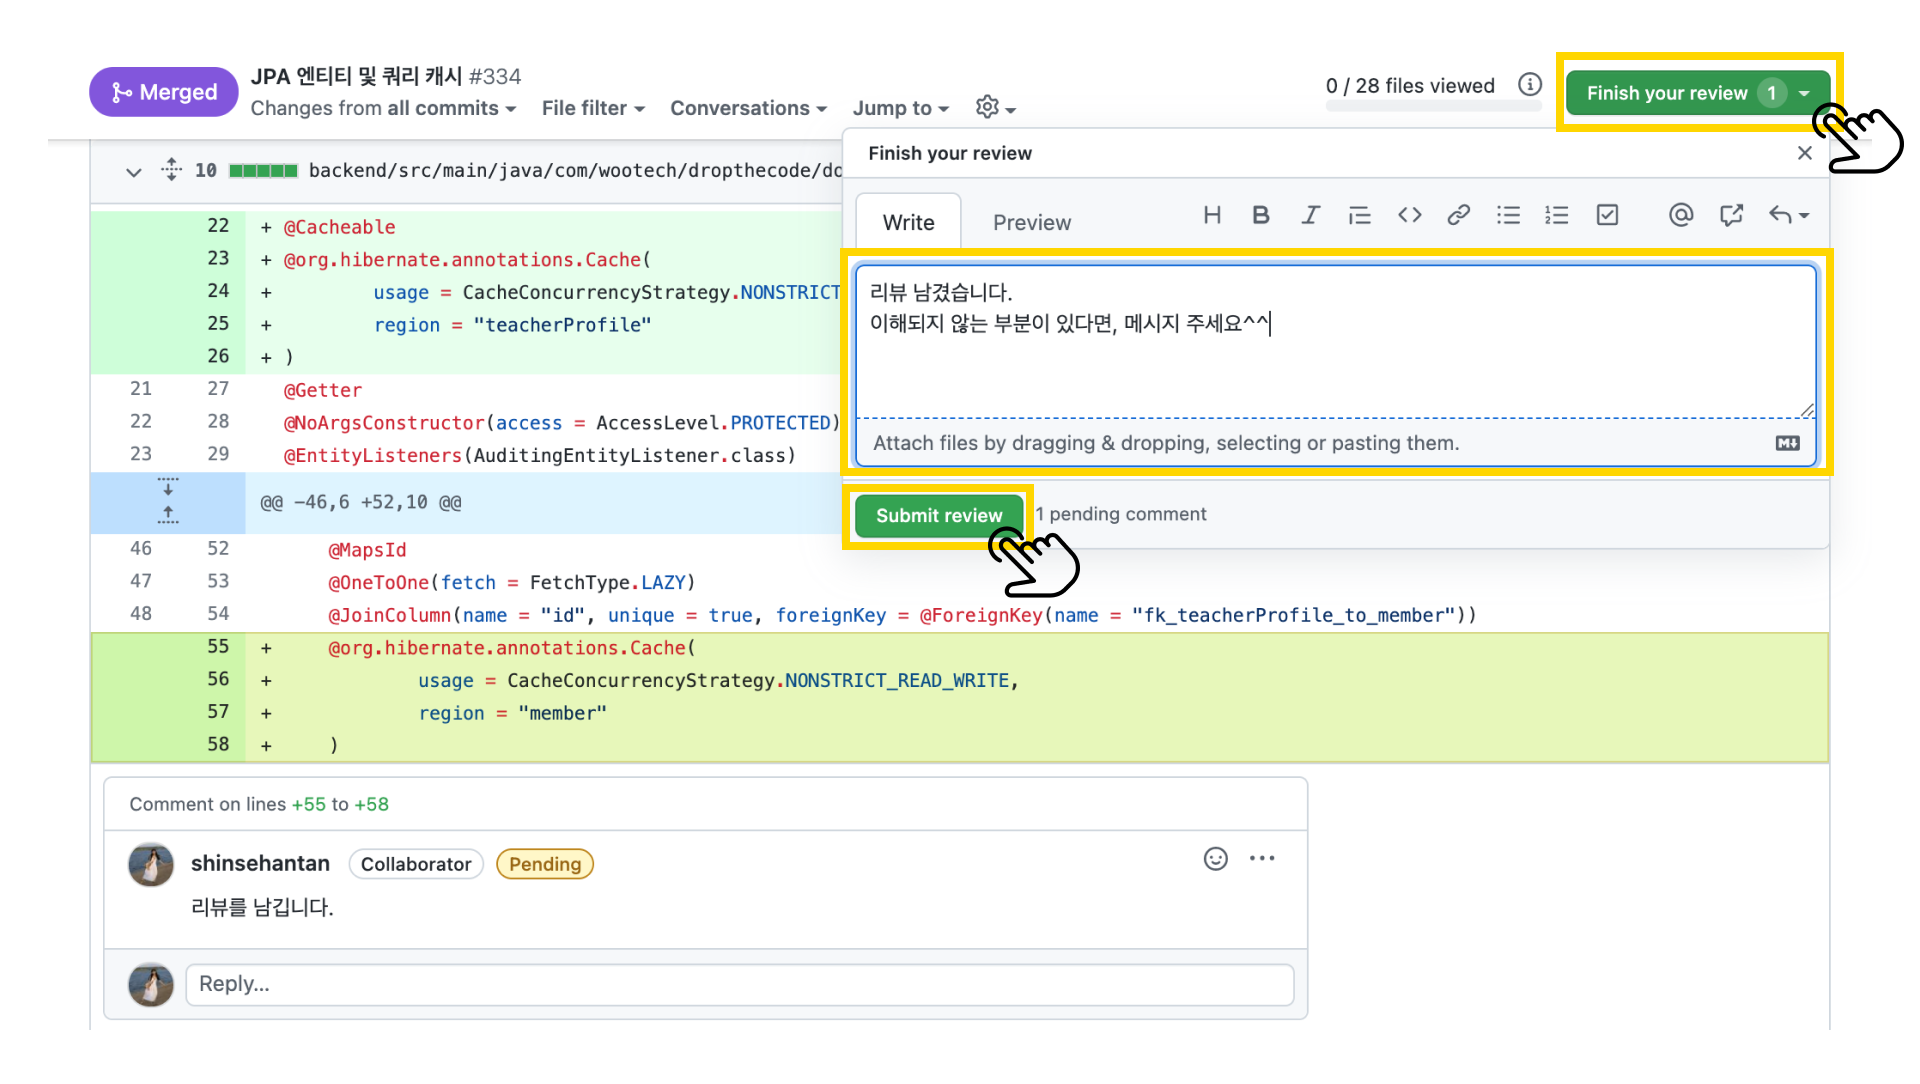 Merged
JPA 엔티티 및 쿼리 캐시 #334
Changes from all commits
File filter
Conversations
Jump to
0 / 28 files viewed
Finish your review 1
10 backend/src/main/java/com/wootech/dropthecode/do
Finish your review
Write
Preview
리뷰 남겼습니다.
이해되지 않는 부분이 있다면, 메시지 주세요^^
Attach files by dragging & dropping, selecting or pasting them.
Submit review
1 pending comment
22 + @Cacheable
23 + @org.hibernate.annotations.Cache(
24 + usage = CacheConcurrencyStrategy.NONSTRICT
25 + region = "teacherProfile"
26 + )
21 27 @Getter
22 28 @NoArgsConstructor(access = AccessLevel.PROTECTED)
23 29 @EntityListeners(AuditingEntityListener.class)
@@ -46,6 +52,10 @@
46 52 @MapsId
47 53 @OneToOne(fetch = FetchType.LAZY)
48 54 @JoinColumn(name = "id", unique = true, foreignKey = @ForeignKey(name = "fk_teacherProfile_to_member"))
55 + @org.hibernate.annotations.Cache(
56 + usage = CacheConcurrencyStrategy.NONSTRICT_READ_WRITE,
57 + region = "member"
58 + )
Comment on lines +55 to +58
shinsehantan Collaborator Pending
리뷰를 남깁니다.
Reply...